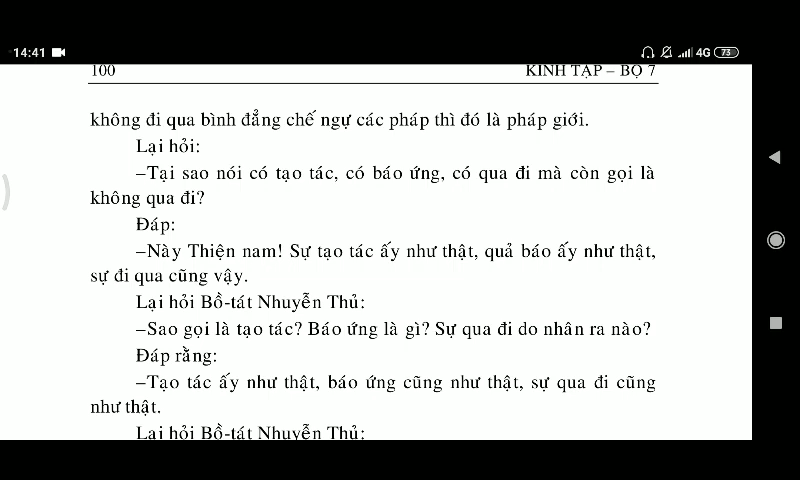 14:41
4G 73
100 KINH TẬP – BỘ 7
không đi qua bình đẳng chế ngự các pháp thì đó là pháp giới.
Lại hỏi:
–Tại sao nói có tạo tác, có báo ứng, có qua đi mà còn gọi là
không qua đi?
Đáp:
–Này Thiện nam! Sự tạo tác ấy như thật, quả báo ấy như thật,
sự đi qua cũng vậy.
Lại hỏi Bồ-tát Nhuyễn Thủ:
–Sao gọi là tạo tác? Báo ứng là gì? Sự qua đi do nhân ra nào?
Đáp rằng:
–Tạo tác ấy như thật, báo ứng cũng như thật, sự qua đi cũng
như thật.
Lại hỏi Bồ-tát Nhuyễn Thủ: